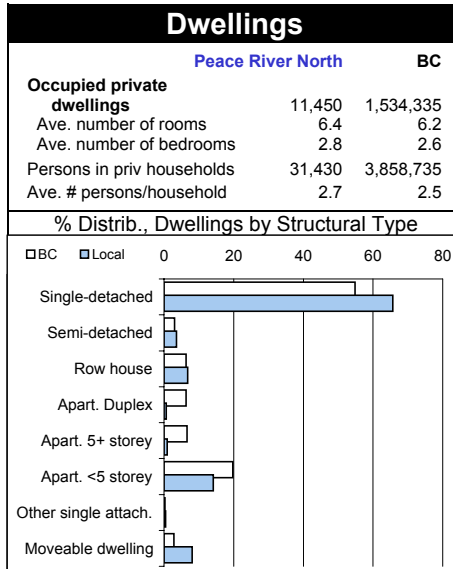 Dwellings
Peace River North BC
Occupied private
dwellings 11,450 1,534,335
Ave. number of rooms 6.4 6.2
Ave. number of bedrooms 2.8 2.6
Persons in priv households 31,430 3,858,735
Ave. # persons/household 2.7 2.5
% Distrib., Dwellings by Structural Type
BC Local 0 20 40 60 80
Single-detached
Semi-detached
Row house
Apart. Duplex
Apart. 5+ storey
Apart. <5 storey
Other single attach.
Moveable dwelling